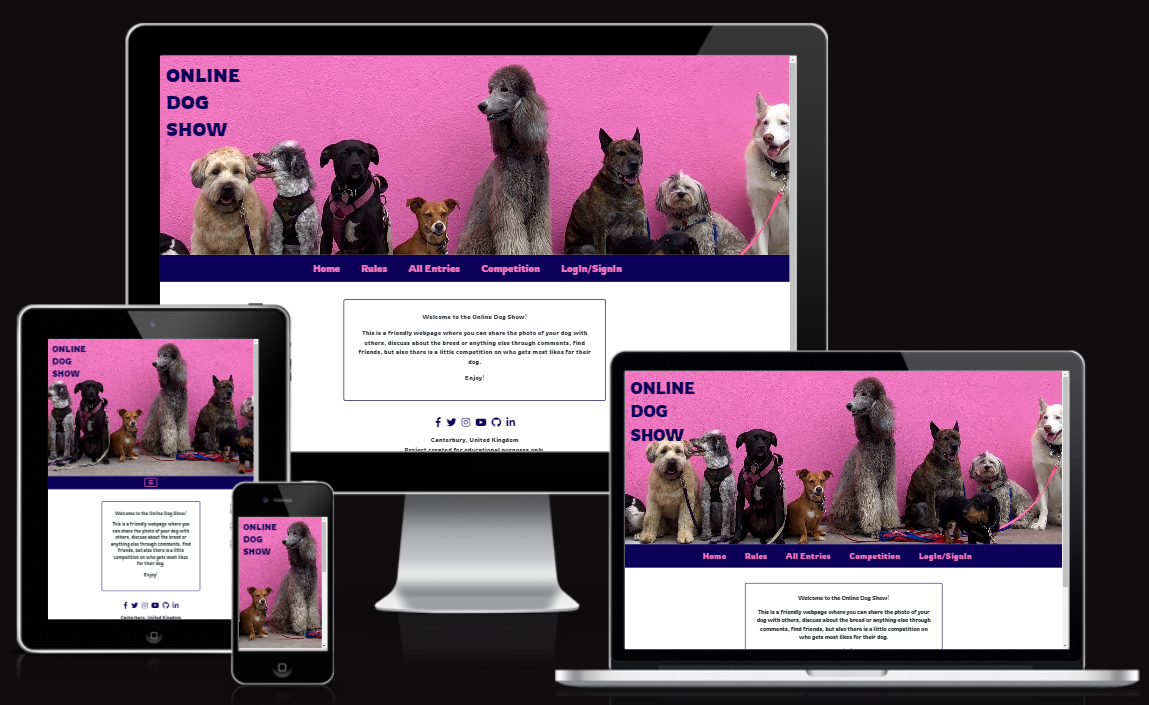 ONLINE
DOG
SHOW
Home Rules All Entries Competition LogIn/SignIn
Welcome to the Online Dog Show!
This is a friendly webpage where you can share the photo of your dog with
others, discuss about the breed or anything else through comments, find
friends, but also there is a little competition on who gets most likes for their
dog.
Enjoy!
Canterbury, United Kingdom
Project created for educational purposes only
ONLINE
DOG
SHOW
Welcome to the Online Dog Show!
This is a friendly webpage where you
can share the photo of your dog with
others, discuss about the breed or
anything else through comments, find
friends, but also there is a little
competition on who gets most likes
for their dog.
Enjoy!
Canterbury, United Kingdom
ONLINE
DOG
SHOW
ONLINE
DOG
SHOW
Home Rules All Entries Competition LogIn/SignIn
Welcome to the Online Dog Show!
This is a friendly webpage where you can share the photo of your
dog with others, discuss about the breed or anything else through
comments, find friends, but also there is a little competition on
who gets most likes for their dog.